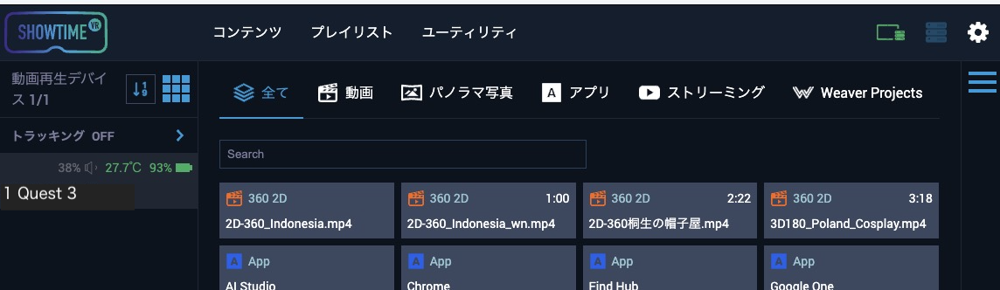 SHOWTIME VR
コンテンツ プレイリスト ユーティリティ
動画再生デバイ
ス 1/1
トラッキング OFF
38% 27.7℃ 93%
1 Quest 3
全て 動画 パノラマ写真 アプリ ストリーミング Weaver Projects
Search
360 2D
2D-360_Indonesia.mp4
360 2D 1:00
2D-360_Indonesia_wn.mp4
360 2D 2:22
2D-360桐生の帽子屋.mp4
360 2D 3:18
3D180_Poland_Cosplay.mp4
A App
AI Studio
A App
Chrome
A App
Find Hub
A App
Google One